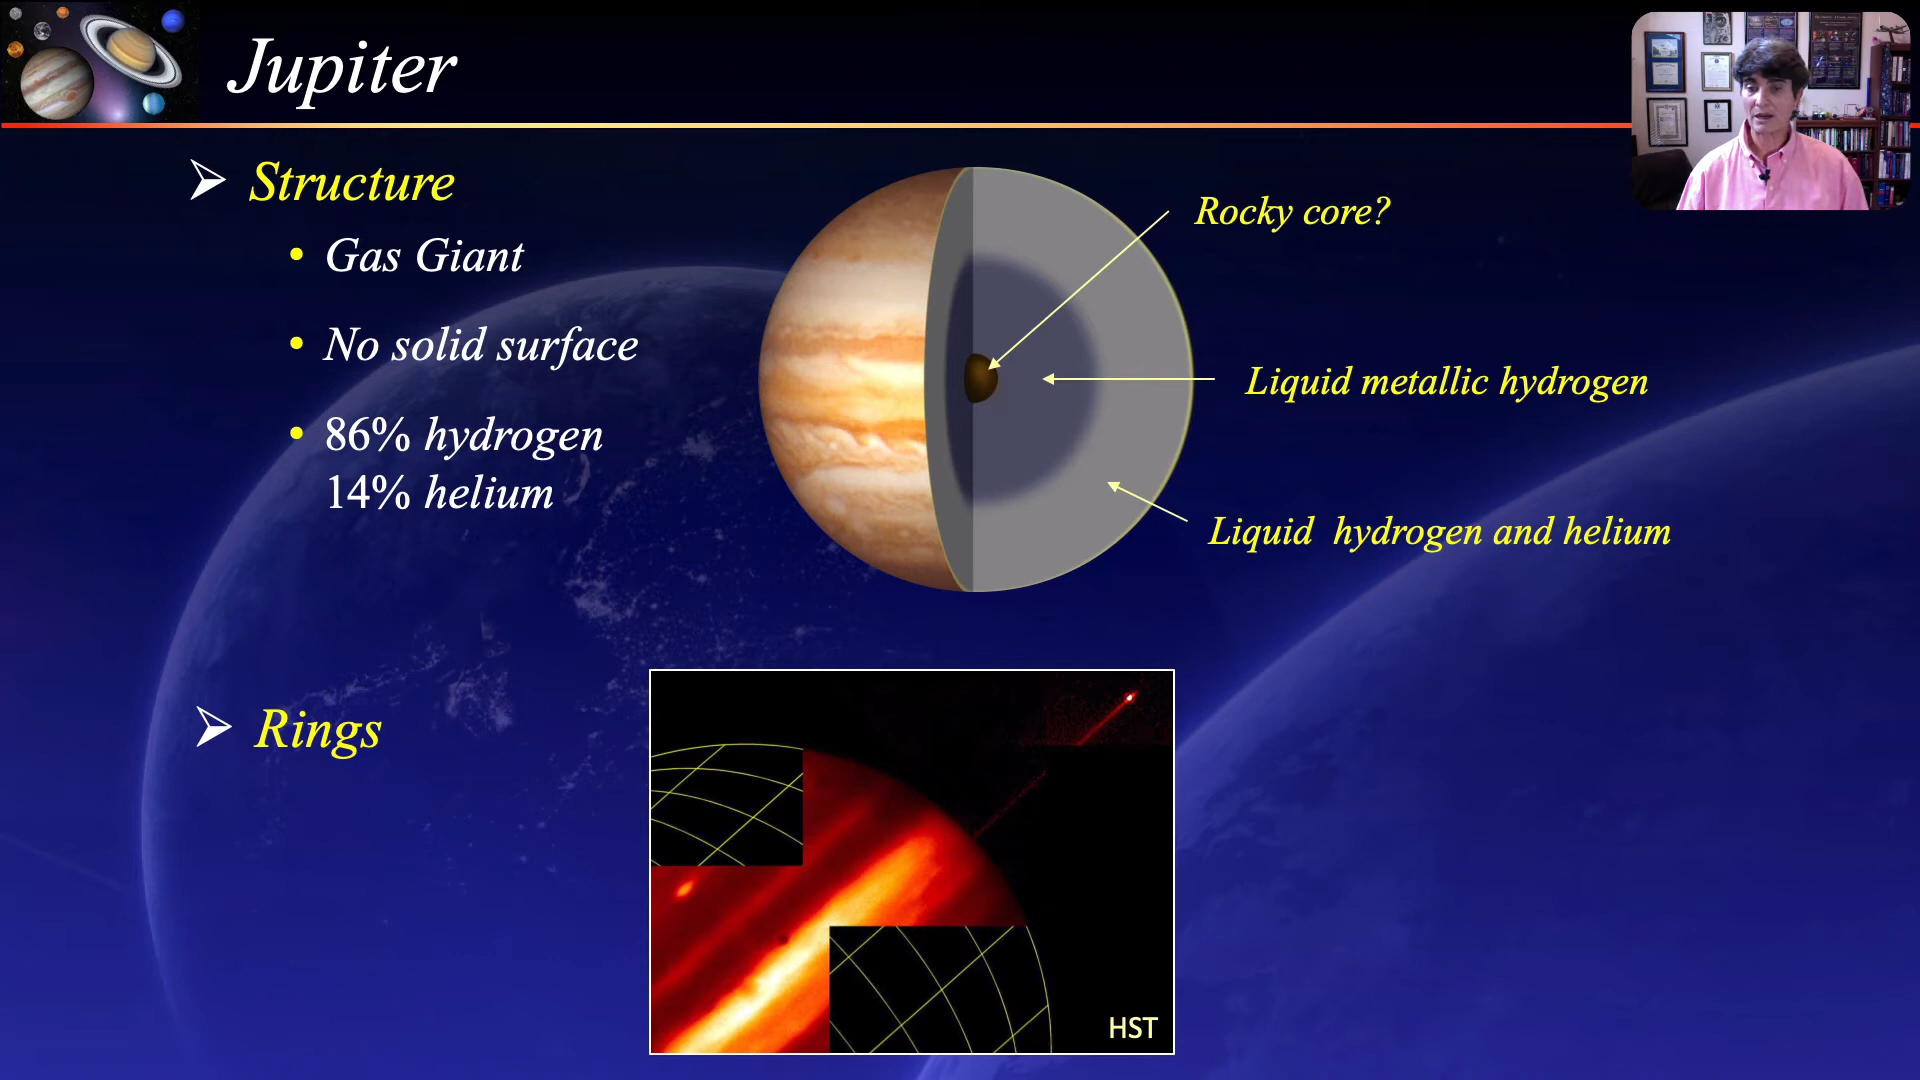 Jupiter
Structure
Gas Giant
No solid surface
86% hydrogen
14% helium
Rocky core?
Liquid metallic hydrogen
Liquid  hydrogen and helium
Rings
HST